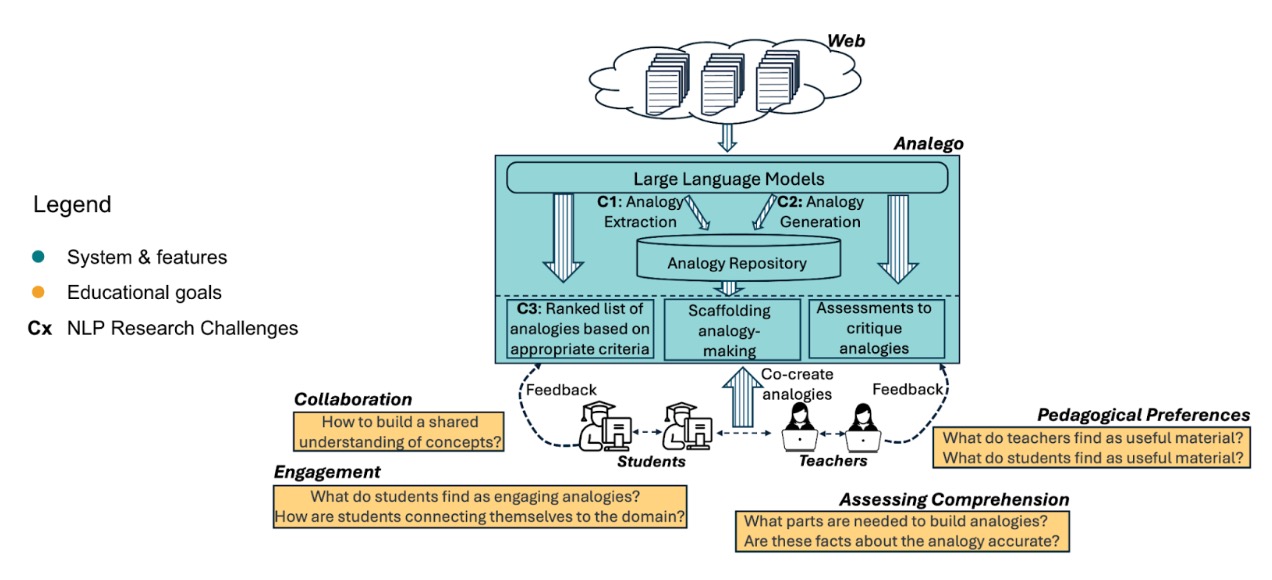 Web
Analego
Large Language Models
C1: Analogy
Extraction
C2: Analogy
Generation
Analogy Repository
C3: Ranked list of
analogies based on
appropriate criteria
Scaffolding
analogy-
making
Assessments to
critique
analogies
Legend
System & features
Educational goals
Cx NLP Research Challenges
Feedback
Co-create
analogies
Feedback
Students
Teachers
Collaboration
How to build a shared
understanding of concepts?
Engagement
What do students find as engaging analogies?
How are students connecting themselves to the domain?
Pedagogical Preferences
What do teachers find as useful material?
What do students find as useful material?
Assessing Comprehension
What parts are needed to build analogies?
Are these facts about the analogy accurate?